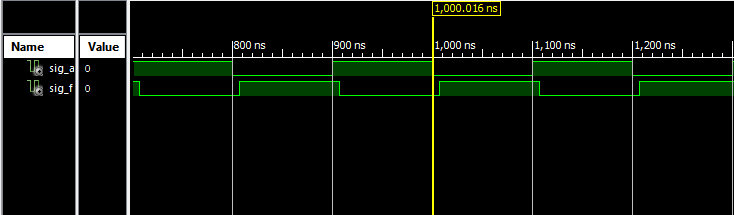 1,000.016 ns
Name Value
800 ns 900 ns 1,000 ns 1,100 ns 1,200 ns
sig_a 0
sig_f 0